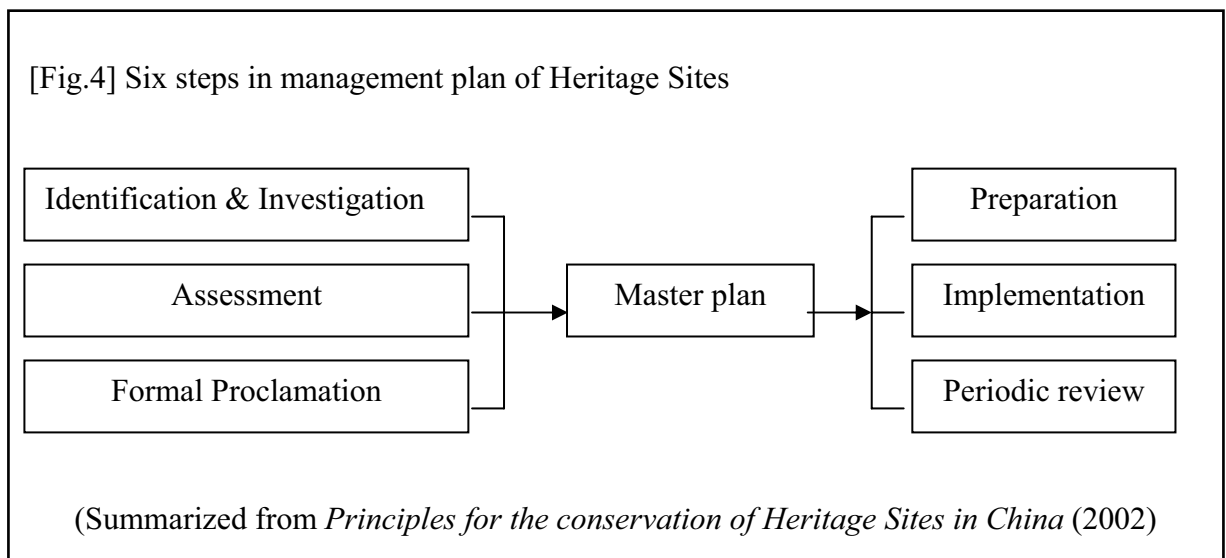 [Fig.4] Six steps in management plan of Heritage Sites
Identification & Investigation
Assessment
Formal Proclamation
Master plan
Preparation
Implementation
Periodic review
(Summarized from Principles for the conservation of Heritage Sites in China (2002)